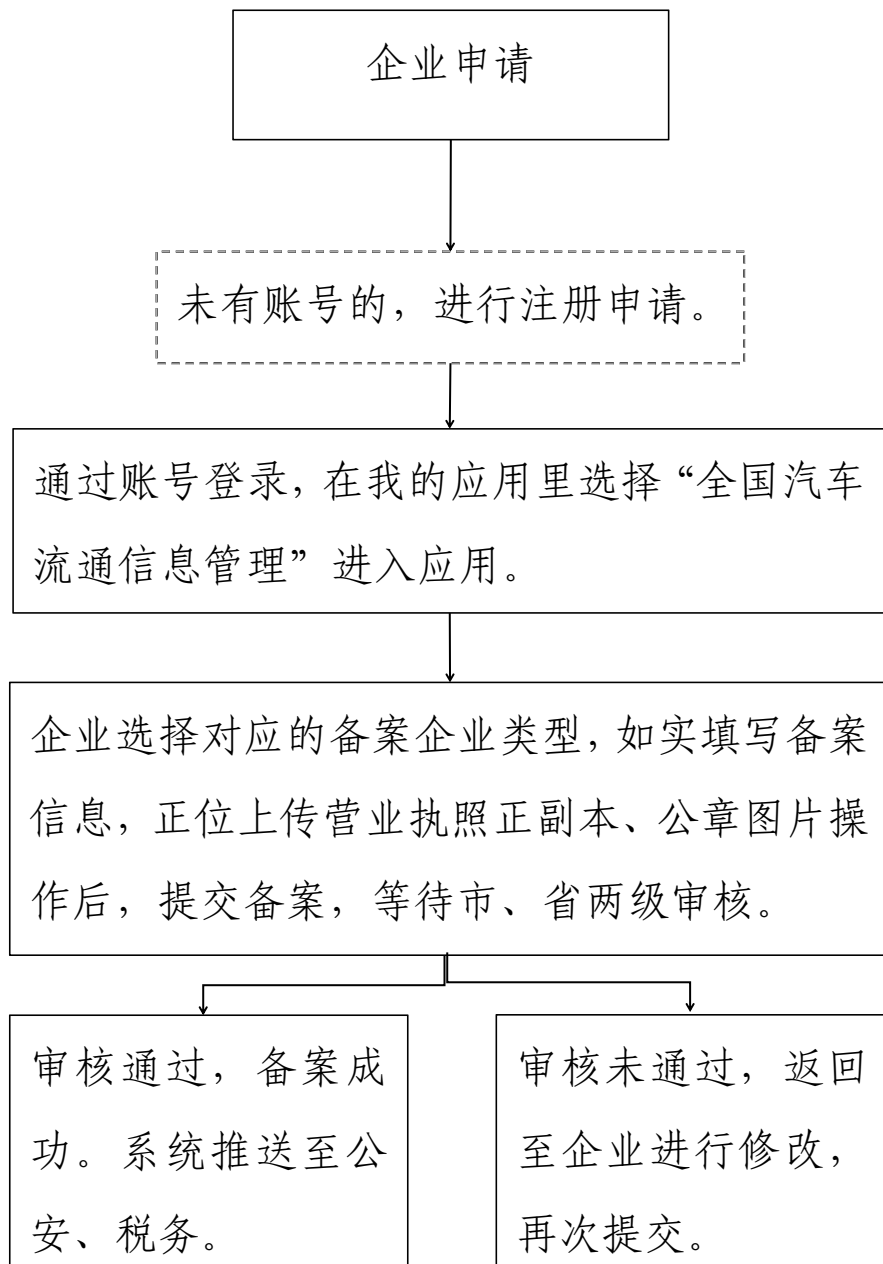 企业申请
未有账号的，进行注册申请。
通过账号登录，在我的应用里选择“全国汽车
流通信息管理”进入应用。
企业选择对应的备案企业类型，如实填写备案
信息，正位上传营业执照正副本、公章图片操
作后，提交备案，等待市、省两级审核。
审核通过，备案成
功。系统推送至公
安、税务。
审核未通过，返回
至企业进行修改，
再次提交。